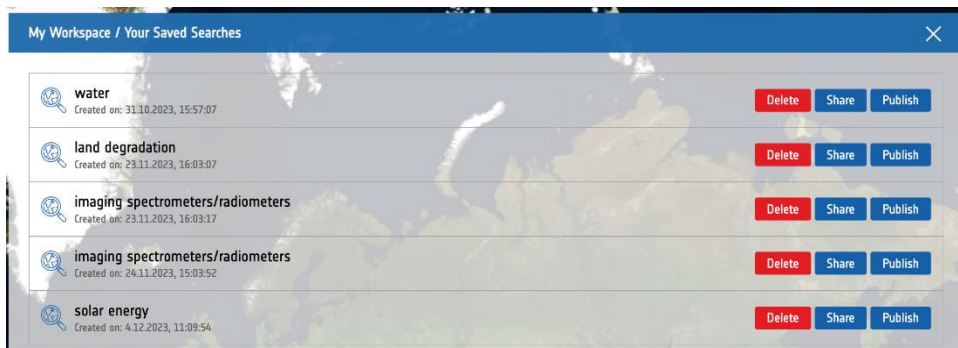 My Workspace / Your Saved Searches
water
Created on: 31.10.2023, 15:57:07
Delete Share Publish
land degradation
Created on: 23.11.2023, 16:03:07
Delete Share Publish
imaging spectrometers/radiometers
Created on: 23.11.2023, 16:03:17
Delete Share Publish
imaging spectrometers/radiometers
Created on: 24.11.2023, 15:03:52
Delete Share Publish
solar energy
Created on: 4.12.2023, 11:09:54
Delete Share Publish